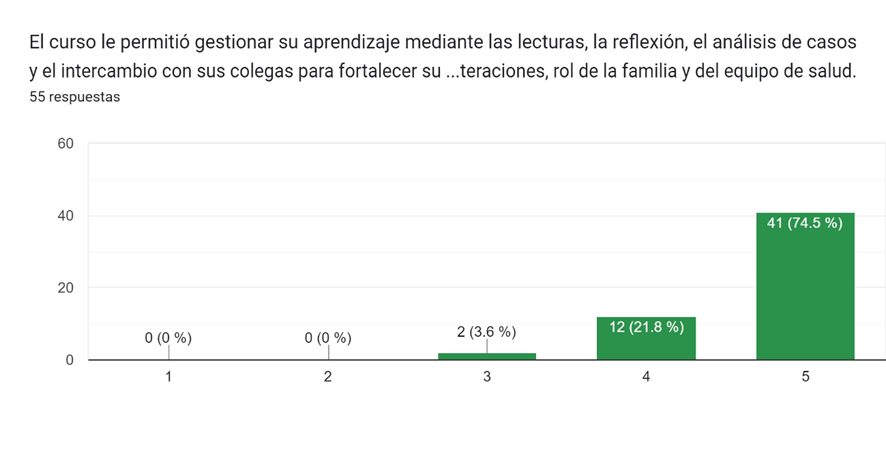 El curso le permitió gestionar su aprendizaje mediante las lecturas, la reflexión, el análisis de casos
y el intercambio con sus colegas para fortalecer su ...teraciones, rol de la familia y del equipo de salud.
55 respuestas
60
40
20
0
0 (0 %)
0 (0 %)
2 (3.6 %)
12 (21.8 %)
41 (74.5 %)
1 2 3 4 5